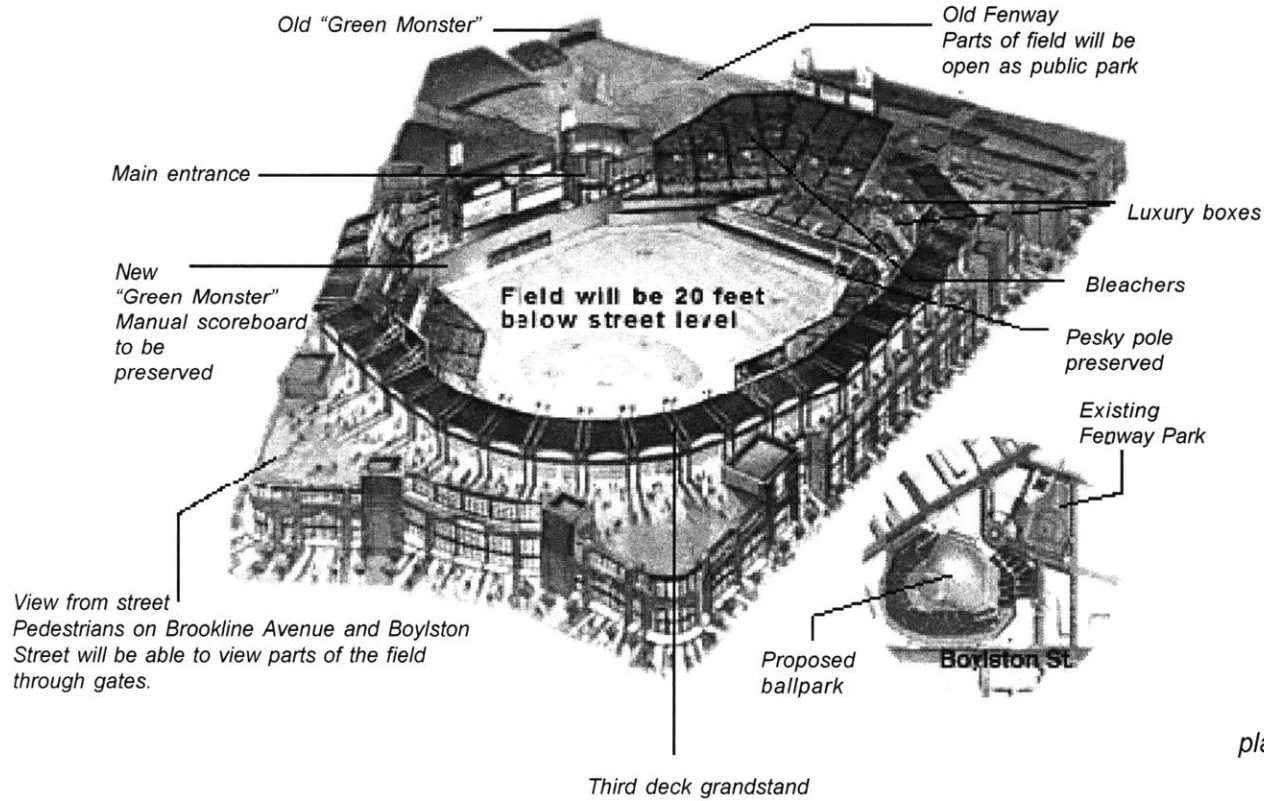 Old "Green Monster"
Old Fenway
Parts of field will be
open as public park
Main entrance
Luxury boxes
New
"Green Monster"
Manual scoreboard
to be
preserved
Field will be 20 feet
below street level
Bleachers
Pesky pole
preserved
Existing
Fenway Park
View from street
Pedestrians on Brookline Avenue and Boylston
Street will be able to view parts of the field
through gates.
Proposed
ballpark
Boylston St.
pla
Third deck grandstand